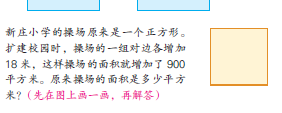 新庄小学的操场原来是一个正方形。
扩建校园时，操场的一组对边各增加
18 米，这样操场的面积就增加了 900
平方米。原来操场的面积是多少平方
米？（先在图上画一画，再解答）